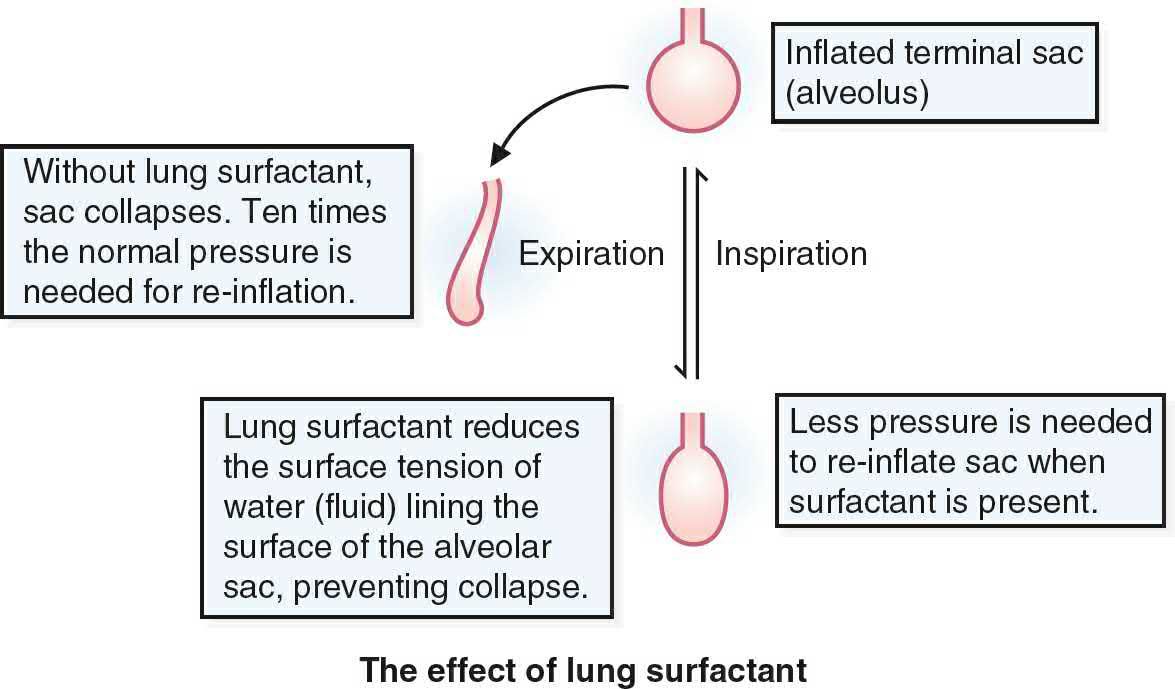 Inflated terminal sac
(alveolus)
Without lung surfactant,
sac collapses. Ten times
the normal pressure is
needed for re-inflation.
Expiration
Inspiration
Lung surfactant reduces
the surface tension of
water (fluid) lining the
surface of the alveolar
sac, preventing collapse.
Less pressure is needed
to re-inflate sac when
surfactant is present.
The effect of lung surfactant